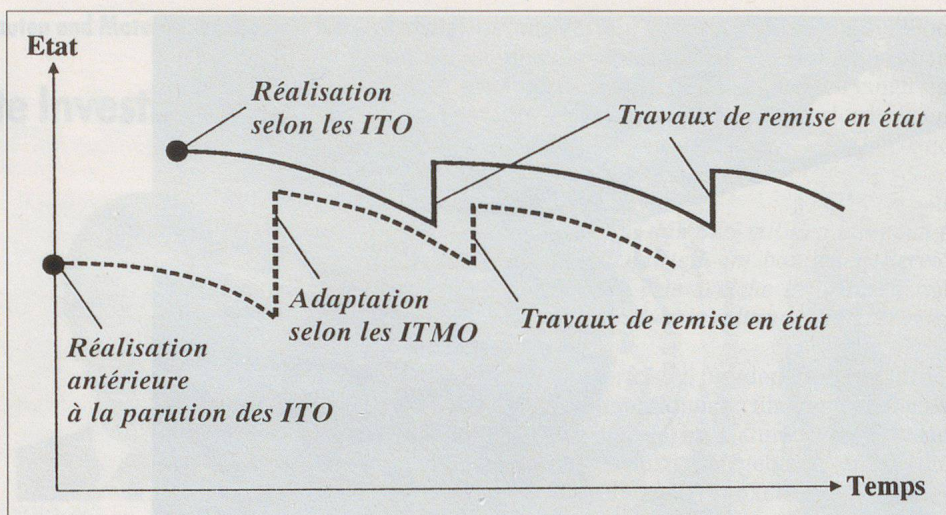 Etat
Réalisation
selon les ITO
Travaux de remise en état
Adaptation
selon les ITMO
Travaux de remise en état
Réalisation
antérieure
à la parution des ITO
Temps